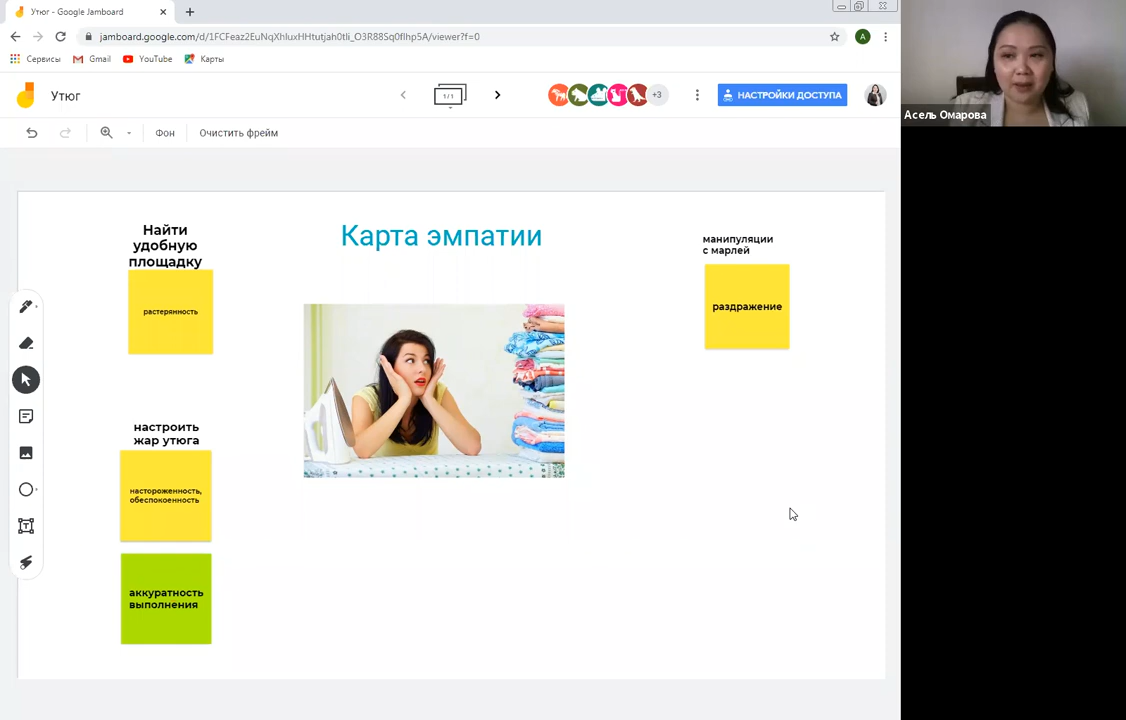 Утюг - Google Jamboard
jamboard.google.com/d/1FCFeaz2EuNqXhluxHHtutjah0tli_O3R88Sq0flhp5A/viewer?f=0
A
Сервисы
Gmail
YouTube
Карты
Утюг
1/1
+3
НАСТРОЙКИ ДОСТУПА
Фон
Очистить фрейм
Асель Омарова
Карта эмпатии
Найти
удобную
площадку
растерянность
настроить
жар утюга
настороженность,
обеспокоенность
аккуратность
выполнения
манипуляции
с марлей
раздражение